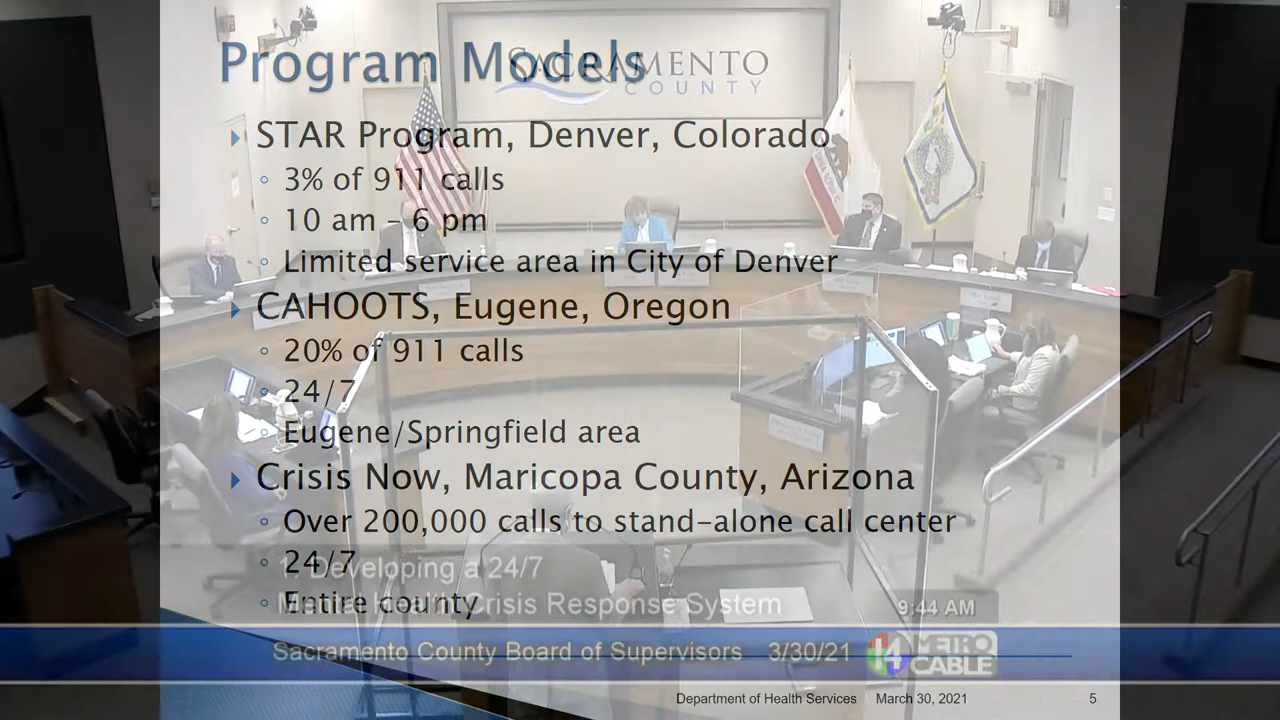 Program Models
SACRAMENTO
COUNTY
STAR Program, Denver, Colorado
3% of 911 calls
10 am – 6 pm
Limited service area in City of Denver
CAHOOTS, Eugene, Oregon
20% of 911 calls
24/7
Eugene/Springfield area
Crisis Now, Maricopa County, Arizona
Over 200,000 calls to stand-alone call center
24/7
Entire county
1. Developing a 24/7
Mental Health Crisis Response System
9:44 AM
Sacramento County Board of Supervisors 3/30/21
14 METRO
CABLE
Department of Health Services March 30, 2021 5